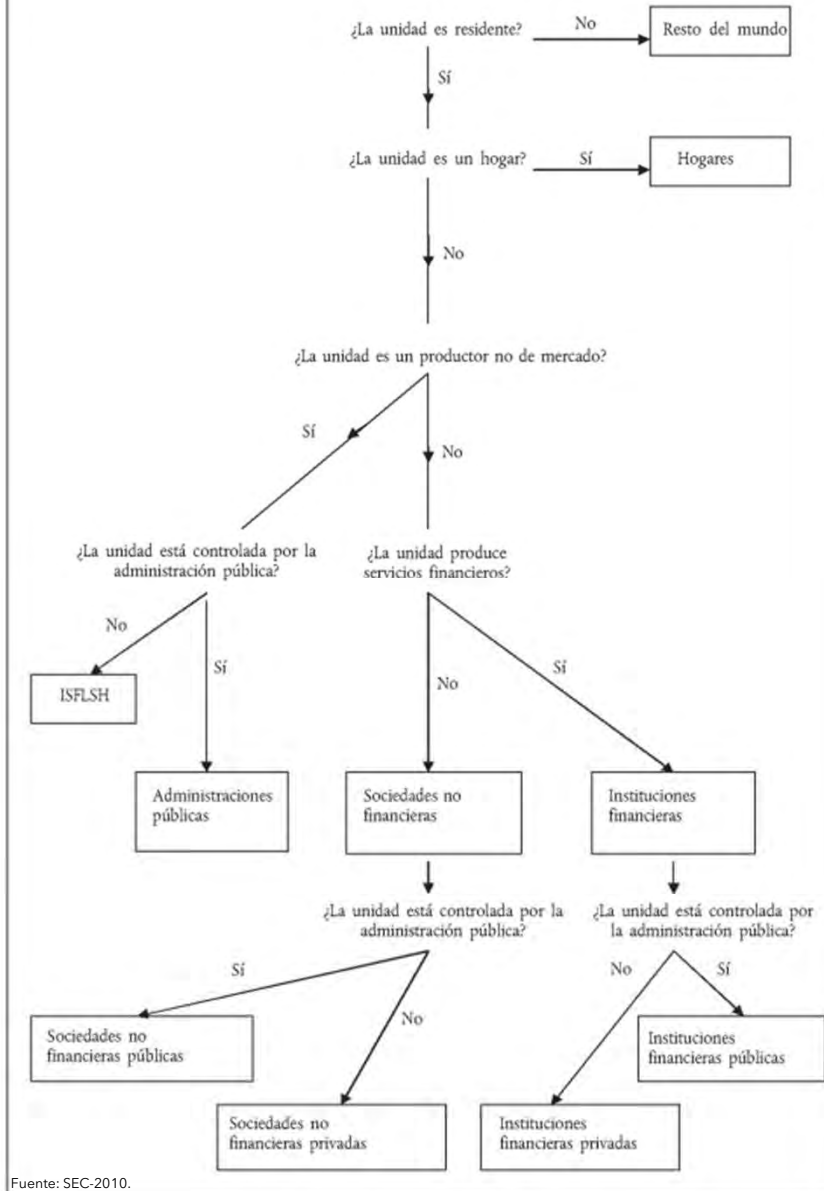 ¿La unidad es residente?
No
Resto del mundo
Sí
¿La unidad es un hogar?
Sí
Hogares
No
¿La unidad es un productor no de mercado?
Sí
No
¿La unidad está controlada por la
administración pública?
¿La unidad produce
servicios financieros?
No
Sí
No
Sí
ISFLSH
Administraciones
públicas
Sociedades no
financieras
Instituciones
financieras
¿La unidad está controlada por la
administración pública?
¿La unidad está controlada por
la administración pública?
Sí
No
No
Sí
Sociedades no
financieras públicas
Instituciones
financieras públicas
Sociedades no
financieras privadas
Instituciones
financieras privadas
Fuente: SEC-2010.